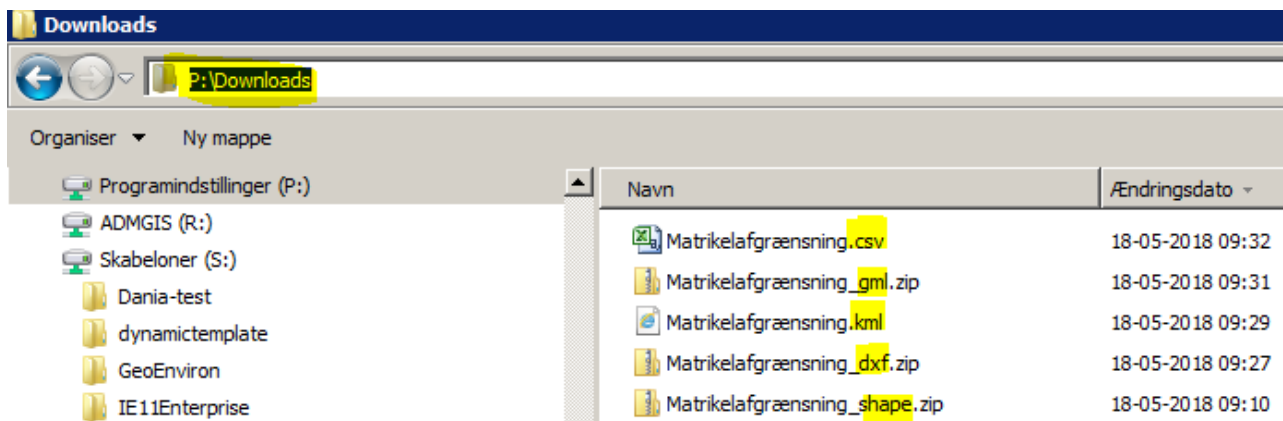 Downloads
P:\Downloads
Organiser Ny mappe
Programindstillinger (P:)
ADMGIS (R:)
Skabeloner (S:)
Dania-test
dynamictemplate
GeoEnviron
IE11Enterprise
Navn Ændringsdato
Matrikelafgrænsning.csv 18-05-2018 09:32
Matrikelafgrænsning_gml.zip 18-05-2018 09:31
Matrikelafgrænsning.kml 18-05-2018 09:29
Matrikelafgrænsning_dxf.zip 18-05-2018 09:27
Matrikelafgrænsning_shape.zip 18-05-2018 09:10